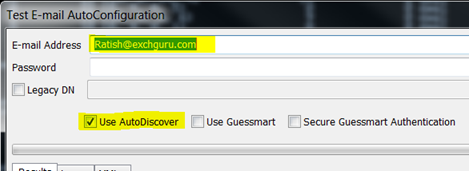 Test E-mail AutoConfiguration
E-mail Address Ratish@exchguru.com
Password
Legacy DN
Use AutoDiscover Use Guessmart Secure Guessmart Authentication
Results